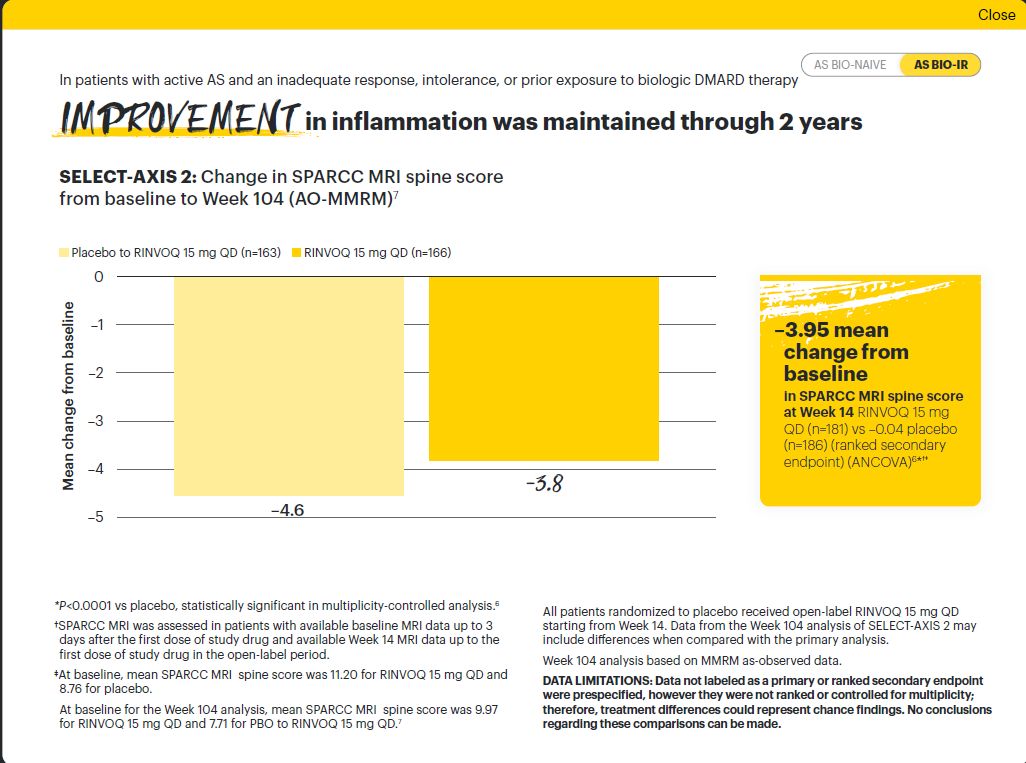 Close
AS BIO-NAIVE AS BIO-IR
In patients with active AS and an inadequate response, intolerance, or prior exposure to biologic DMARD therapy
IMPROVEMENT in inflammation was maintained through 2 years
SELECT-AXIS 2: Change in SPARCC MRI spine score
from baseline to Week 104 (AO-MMRM)7
Placebo to RINVOQ 15 mg QD (n=163) RINVOQ 15 mg QD (n=166)
Mean change from baseline
0
–1
–2
–3
–4
–5
–4.6
–3.8
–3.95 mean
change from
baseline
in SPARCC MRI spine score
at Week 14 RINVOQ 15 mg
QD (n=181) vs –0.04 placebo
(n=186) (ranked secondary
endpoint) (ANCOVA)6*†‡
*P<0.0001 vs placebo, statistically significant in multiplicity-controlled analysis.6
†SPARCC MRI was assessed in patients with available baseline MRI data up to 3
days after the first dose of study drug and available Week 14 MRI data up to the
first dose of study drug in the open-label period.
‡At baseline, mean SPARCC MRI spine score was 11.20 for RINVOQ 15 mg QD and
8.76 for placebo.
At baseline for the Week 104 analysis, mean SPARCC MRI spine score was 9.97
for RINVOQ 15 mg QD and 7.71 for PBO to RINVOQ 15 mg QD.7
All patients randomized to placebo received open-label RINVOQ 15 mg QD
starting from Week 14. Data from the Week 104 analysis of SELECT-AXIS 2 may
include differences when compared with the primary analysis.
Week 104 analysis based on MMRM as-observed data.
DATA LIMITATIONS: Data not labeled as a primary or ranked secondary endpoint
were prespecified, however they were not ranked or controlled for multiplicity;
therefore, treatment differences could represent chance findings. No conclusions
regarding these comparisons can be made.